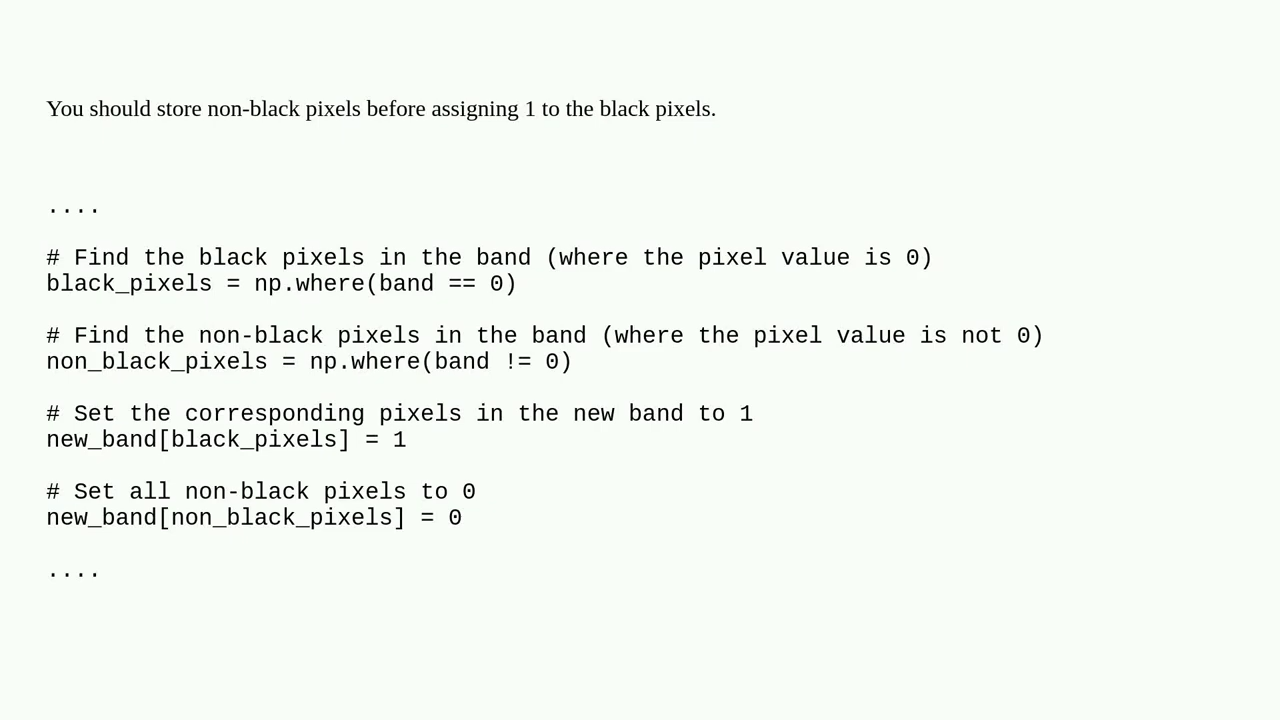 You should store non-black pixels before assigning 1 to the black pixels.
....
# Find the black pixels in the band (where the pixel value is 0)
black_pixels = np.where(band == 0)
# Find the non-black pixels in the band (where the pixel value is not 0)
non_black_pixels = np.where(band != 0)
# Set the corresponding pixels in the new band to 1
new_band[black_pixels] = 1
# Set all non-black pixels to 0
new_band[non_black_pixels] = 0
....